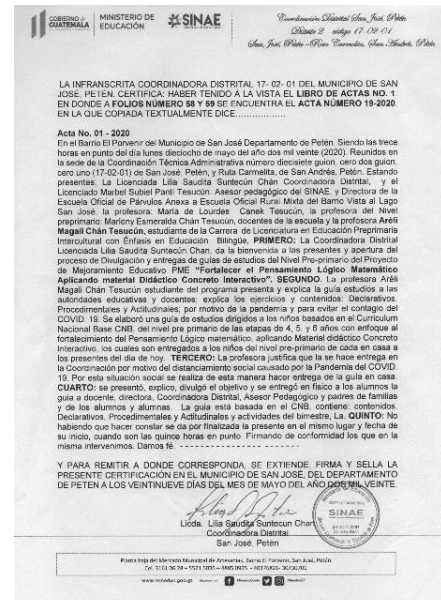 GOBIERNO de
GUATEMALA
MINISTERIO DE
EDUCACIÓN
SINAE
Coordinación Distrital San José, Petén
Distrito 2 código 17-02-01
San José, Petén -Ruta Carmelita, San Andrés, Petén
LA INFRANSCRITA COORDINADORA DISTRITAL 17- 02- 01 DEL MUNICIPIO DE SAN
JOSÉ, PETÉN. CERTIFICA: HABER TENIDO A LA VISTA EL LIBRO DE ACTAS NO. 1.
EN DONDE A FOLIOS NÚMERO 58 Y 59 SE ENCUENTRA EL ACTA NÚMERO 19-2020.
EN LA QUE COPIADA TEXTUALMENTE DICE
Acta No. 01 - 2020
En el Barrio El Porvenir del Municipio de San José Departamento de Petén. Siendo las trece
horas en punto del día lunes dieciocho de mayo del año dos mil veinte (2020). Reunidos en
la sede de la Coordinación Técnica Administrativa número diecisiete guion, cero dos guion,
cero uno (17-02-01) de San José, Petén, y Ruta Carmelita, de San Andrés, Petén. Estando
presentes: La Licenciada Lilia Saudita Suntecún Chán Coordinadora Distrital, y el
Licenciado Marbel Subiel Panti Tesucún Asesor pedagógico del SINAE, y Directora de la
Escuela Oficial de Párvulos Anexa a Escuela Oficial Rural Mixta del Barrio Vista al Lago
San José, la profesora: María de Lourdes Canek Tesucún, la profesora del Nivel
preprimario: Marleny Esmeralda Chán Tesucún, docentes de la escuela y la profesora Aréli
Magali Chán Tesucún, estudiante de la Carrera de Licenciatura en Educación Preprimaria
Intercultural con Énfasis en Educación Bilingüe, PRIMERO: La Coordinadora Distrital
Licenciada Lilia Saudita Suntecun Chan, da la bienvenida a las presentes y apertura del
proceso de Divulgación y entregas de guías de estudios del Nivel Pre-primario del Proyecto
de Mejoramiento Educativo PME "Fortalecer el Pensamiento Lógico Matemático
Aplicando material Didáctico Concreto Interactivo". SEGUNDO. La profesora Aréli
Magali Chán Tesucún estudiante del programa presenta y explica la guía estudios a las
autoridades educativas y docentes; explica los ejercicios y contenidos: Declarativos.
Procedimentales y Actitudinales; por motivo de la pandemia y para evitar el contagio del
COVID. 19. Se elaboró una guía de estudios dirigidos a los niños basados en el Curriculum
Nacional Base CNB, del nivel pre primario de las etapas de 4, 5, y 6 años con enfoque al
fortalecimiento del Pensamiento Lógico matemático, aplicando Material didáctico Concreto
Interactivo, los cuales son entregados a los niños del nivel pre-primario de cada en casa a
los presentes del día de hoy. TERCERO: La profesora justifica que la se hace entrega en
la Coordinación por motivo del distanciamiento social causado por la Pandemia del COVID.
19. Por esta situación social se realiza de esta manera hacer entrega de la guía en casa.
CUARTO: se presentó, explico, divulgó el objetivo y se entregó en físico a los alumnos la
guía a docente, directora, Coordinadora Distrital, Asesor Pedagógico y padres de familias
y de los alumnos y alumnas. La guía está basada en el CNB, contiene: contenidos.
Declarativos, Procedimentales y Actitudinales y actividades del bimestre, La. QUINTO: No
habiendo que hacer constar se da por finalizada la presente en el mismo lugar y fecha de
su inicio, cuando son las quince horas en punto. Firmando de conformidad los que en la
misma intervenimos. Damos fé. - - - - - - - - - - - - - - - - - - - - -
Y PARA REMITIR A DONDE CORRESPONDA, SE EXTIENDE, FIRMA Y SELLA LA
PRESENTE CERTIFICACIÓN EN EL MUNICIPIO DE SAN JOSÉ, DEL DEPARTAMENTO
DE PETÉN A LOS VEINTINUEVE DÍAS DEL MES DE MAYO DEL AÑO DOS MIL VEINTE
Licda. Lilia Saudita Suntecun Chan
Coordinadora Distrital
San José, Petén
SINAE
Planta baja del Mercado Municipal de Artesanías, Barrio El Porvenir, San José, Petén
www.mineduc.gob.gt